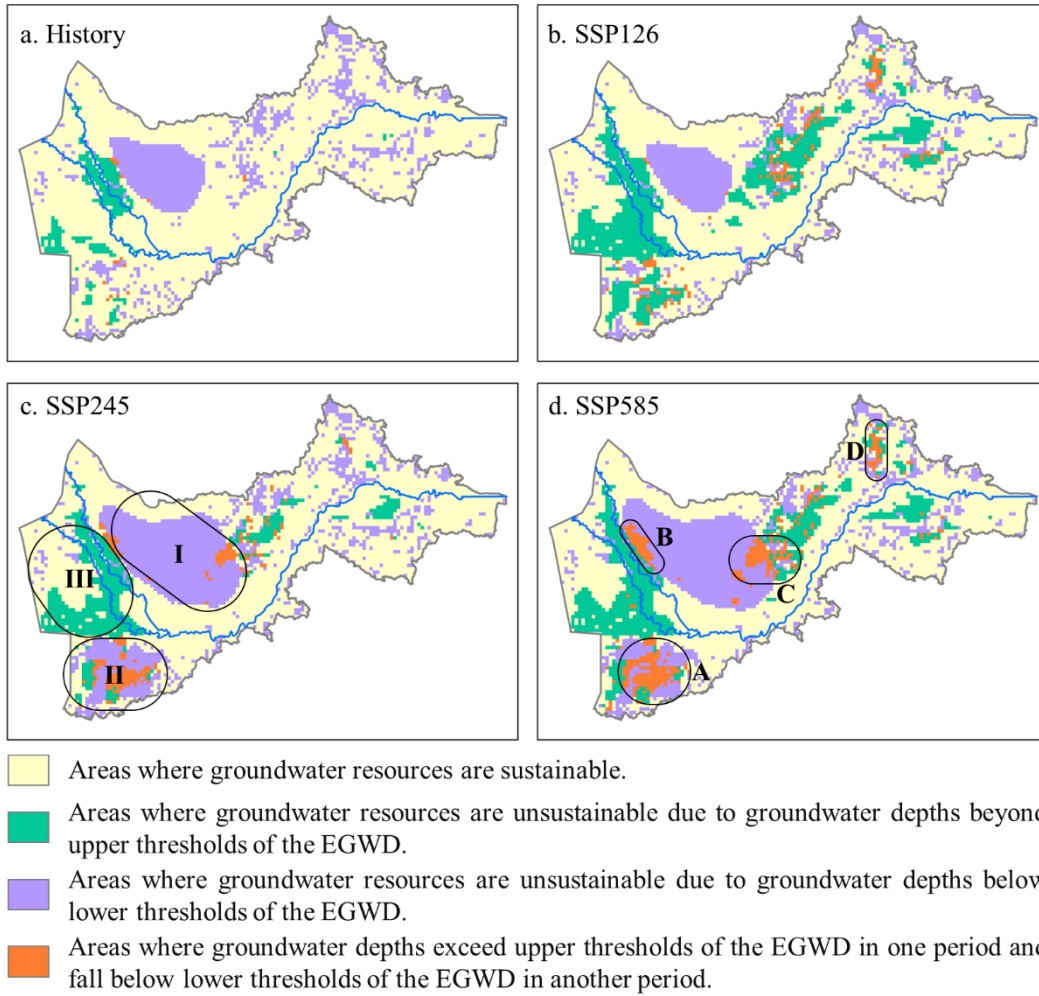 a. History
b. SSP126
c. SSP245
I
III
II
d. SSP585
D
B
C
A
Areas where groundwater resources are sustainable.
Areas where groundwater resources are unsustainable due to groundwater depths beyond
upper thresholds of the EGWD.
Areas where groundwater resources are unsustainable due to groundwater depths below
lower thresholds of the EGWD.
Areas where groundwater depths exceed upper thresholds of the EGWD in one period and
fall below lower thresholds of the EGWD in another period.